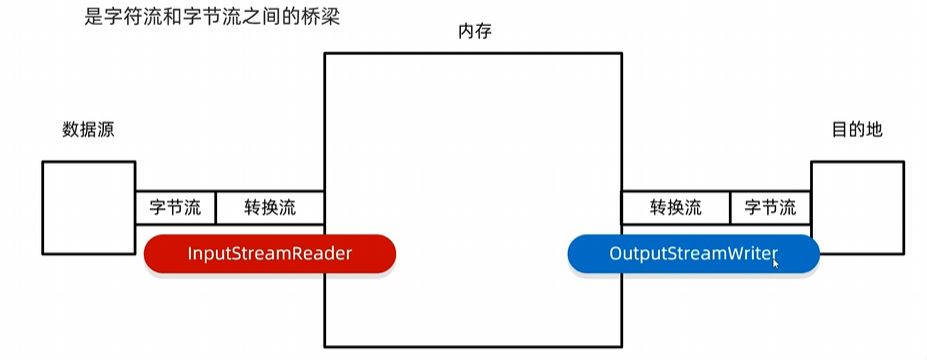 是字符流和字节流之间的桥梁
内存
数据源
目的地
字节流
转换流
转换流
字节流
InputStreamReader
OutputStreamWriter